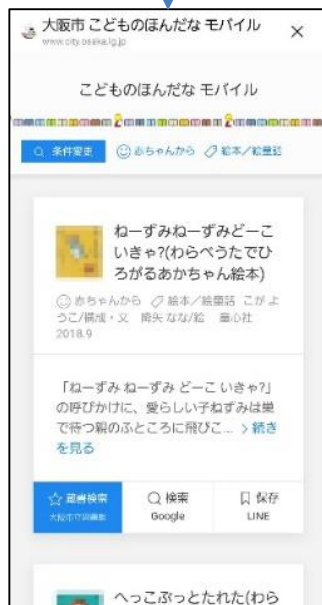 大阪市 こどものほんだな モバイル
www.city.osaka.lg.jp
こどものほんだな モバイル
条件変更 赤ちゃんから 絵本/絵童話
ねーずみねーずみどーこ
いきゃ?(わらべうたでひ
ろがるあかちゃん絵本)
赤ちゃんから 絵本/絵童話 こが よ
うこ/構成・文 降矢 なな/絵 童心社
2018.9
「ねーずみ ねーずみ どーこ いきゃ?」
の呼びかけに、愛らしい子ねずみは巣
で待つ親のふところに飛びこ... > 続き
を見る
蔵書検索 検索 保存
大阪市立図書館 Google LINE
へっこぷっとたれた(わら